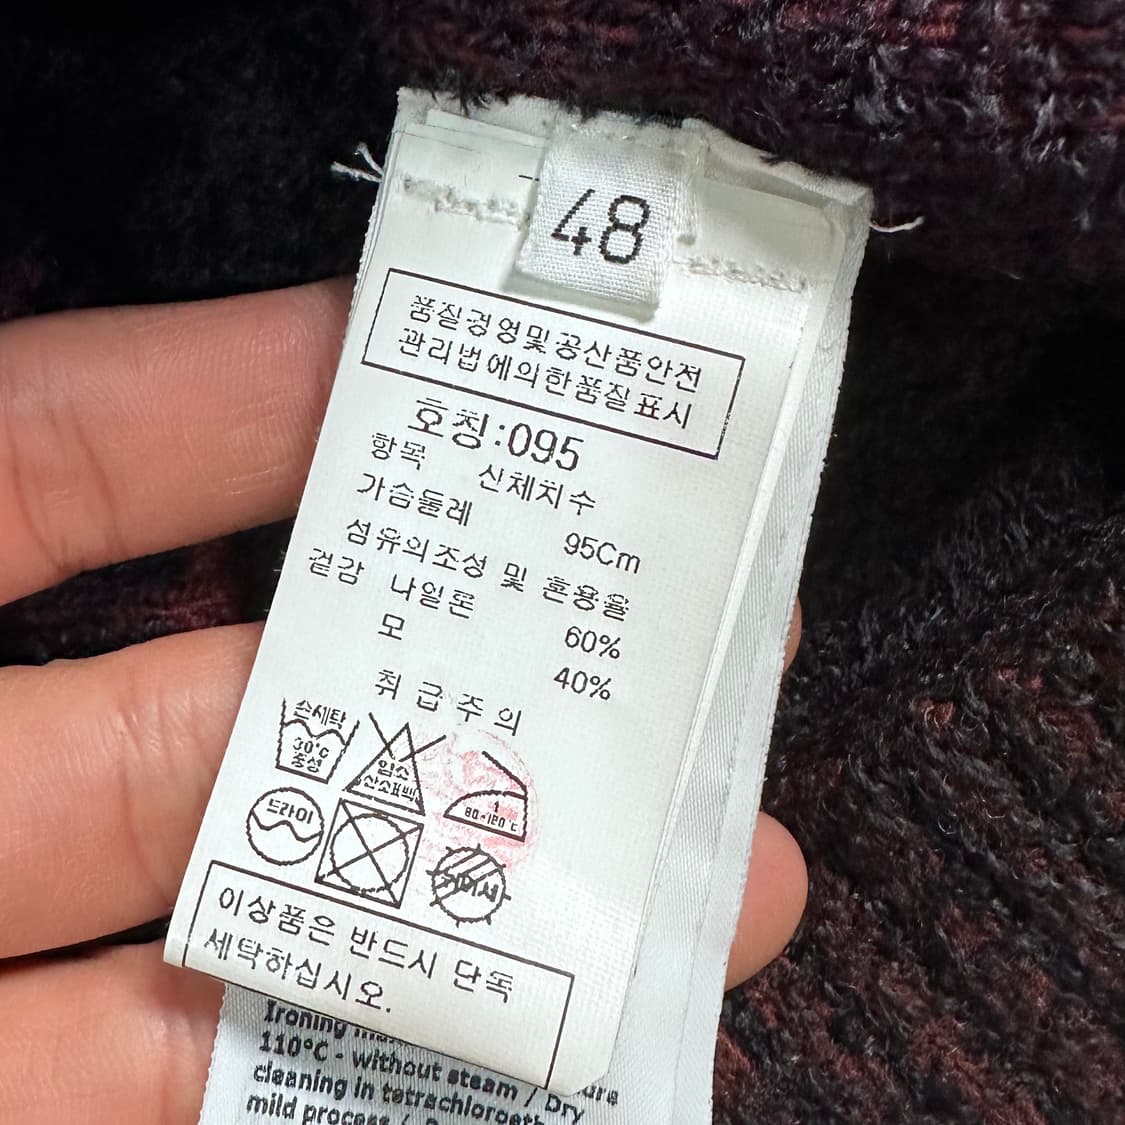 48
품질경영및공산품안전
관리법에의한품질표시
호칭:095
항목 신체치수
가슴둘레 95Cm
섬유의조성 및 혼용율
겉감 나일론 60%
모 40%
취급주의
손세탁
30°C
중성
염소
산소표백
80~120°C
드라이
이상품은 반드시 단독
세탁하십시오.
Ironing
110°C - without steam / Dry
cleaning in
mild process /